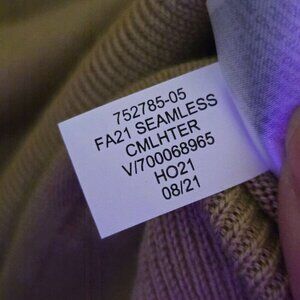 752785-05
FA21 SEAMLESS
CMLHTER
V/700068965
HO21
08/21